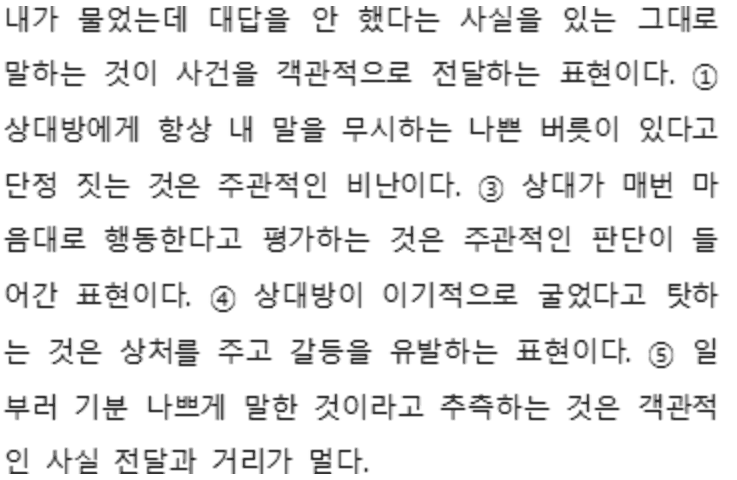 내가 물었는데 대답을 안 했다는 사실을 있는 그대로
말하는 것이 사건을 객관적으로 전달하는 표현이다. ①
상대방에게 항상 내 말을 무시하는 나쁜 버릇이 있다고
단정 짓는 것은 주관적인 비난이다. ③ 상대가 매번 마
음대로 행동한다고 평가하는 것은 주관적인 판단이 들
어간 표현이다. ④ 상대방이 이기적으로 굴었다고 탓하
는 것은 상처를 주고 갈등을 유발하는 표현이다. ⑤ 일
부러 기분 나쁘게 말한 것이라고 추측하는 것은 객관적
인 사실 전달과 거리가 멀다.